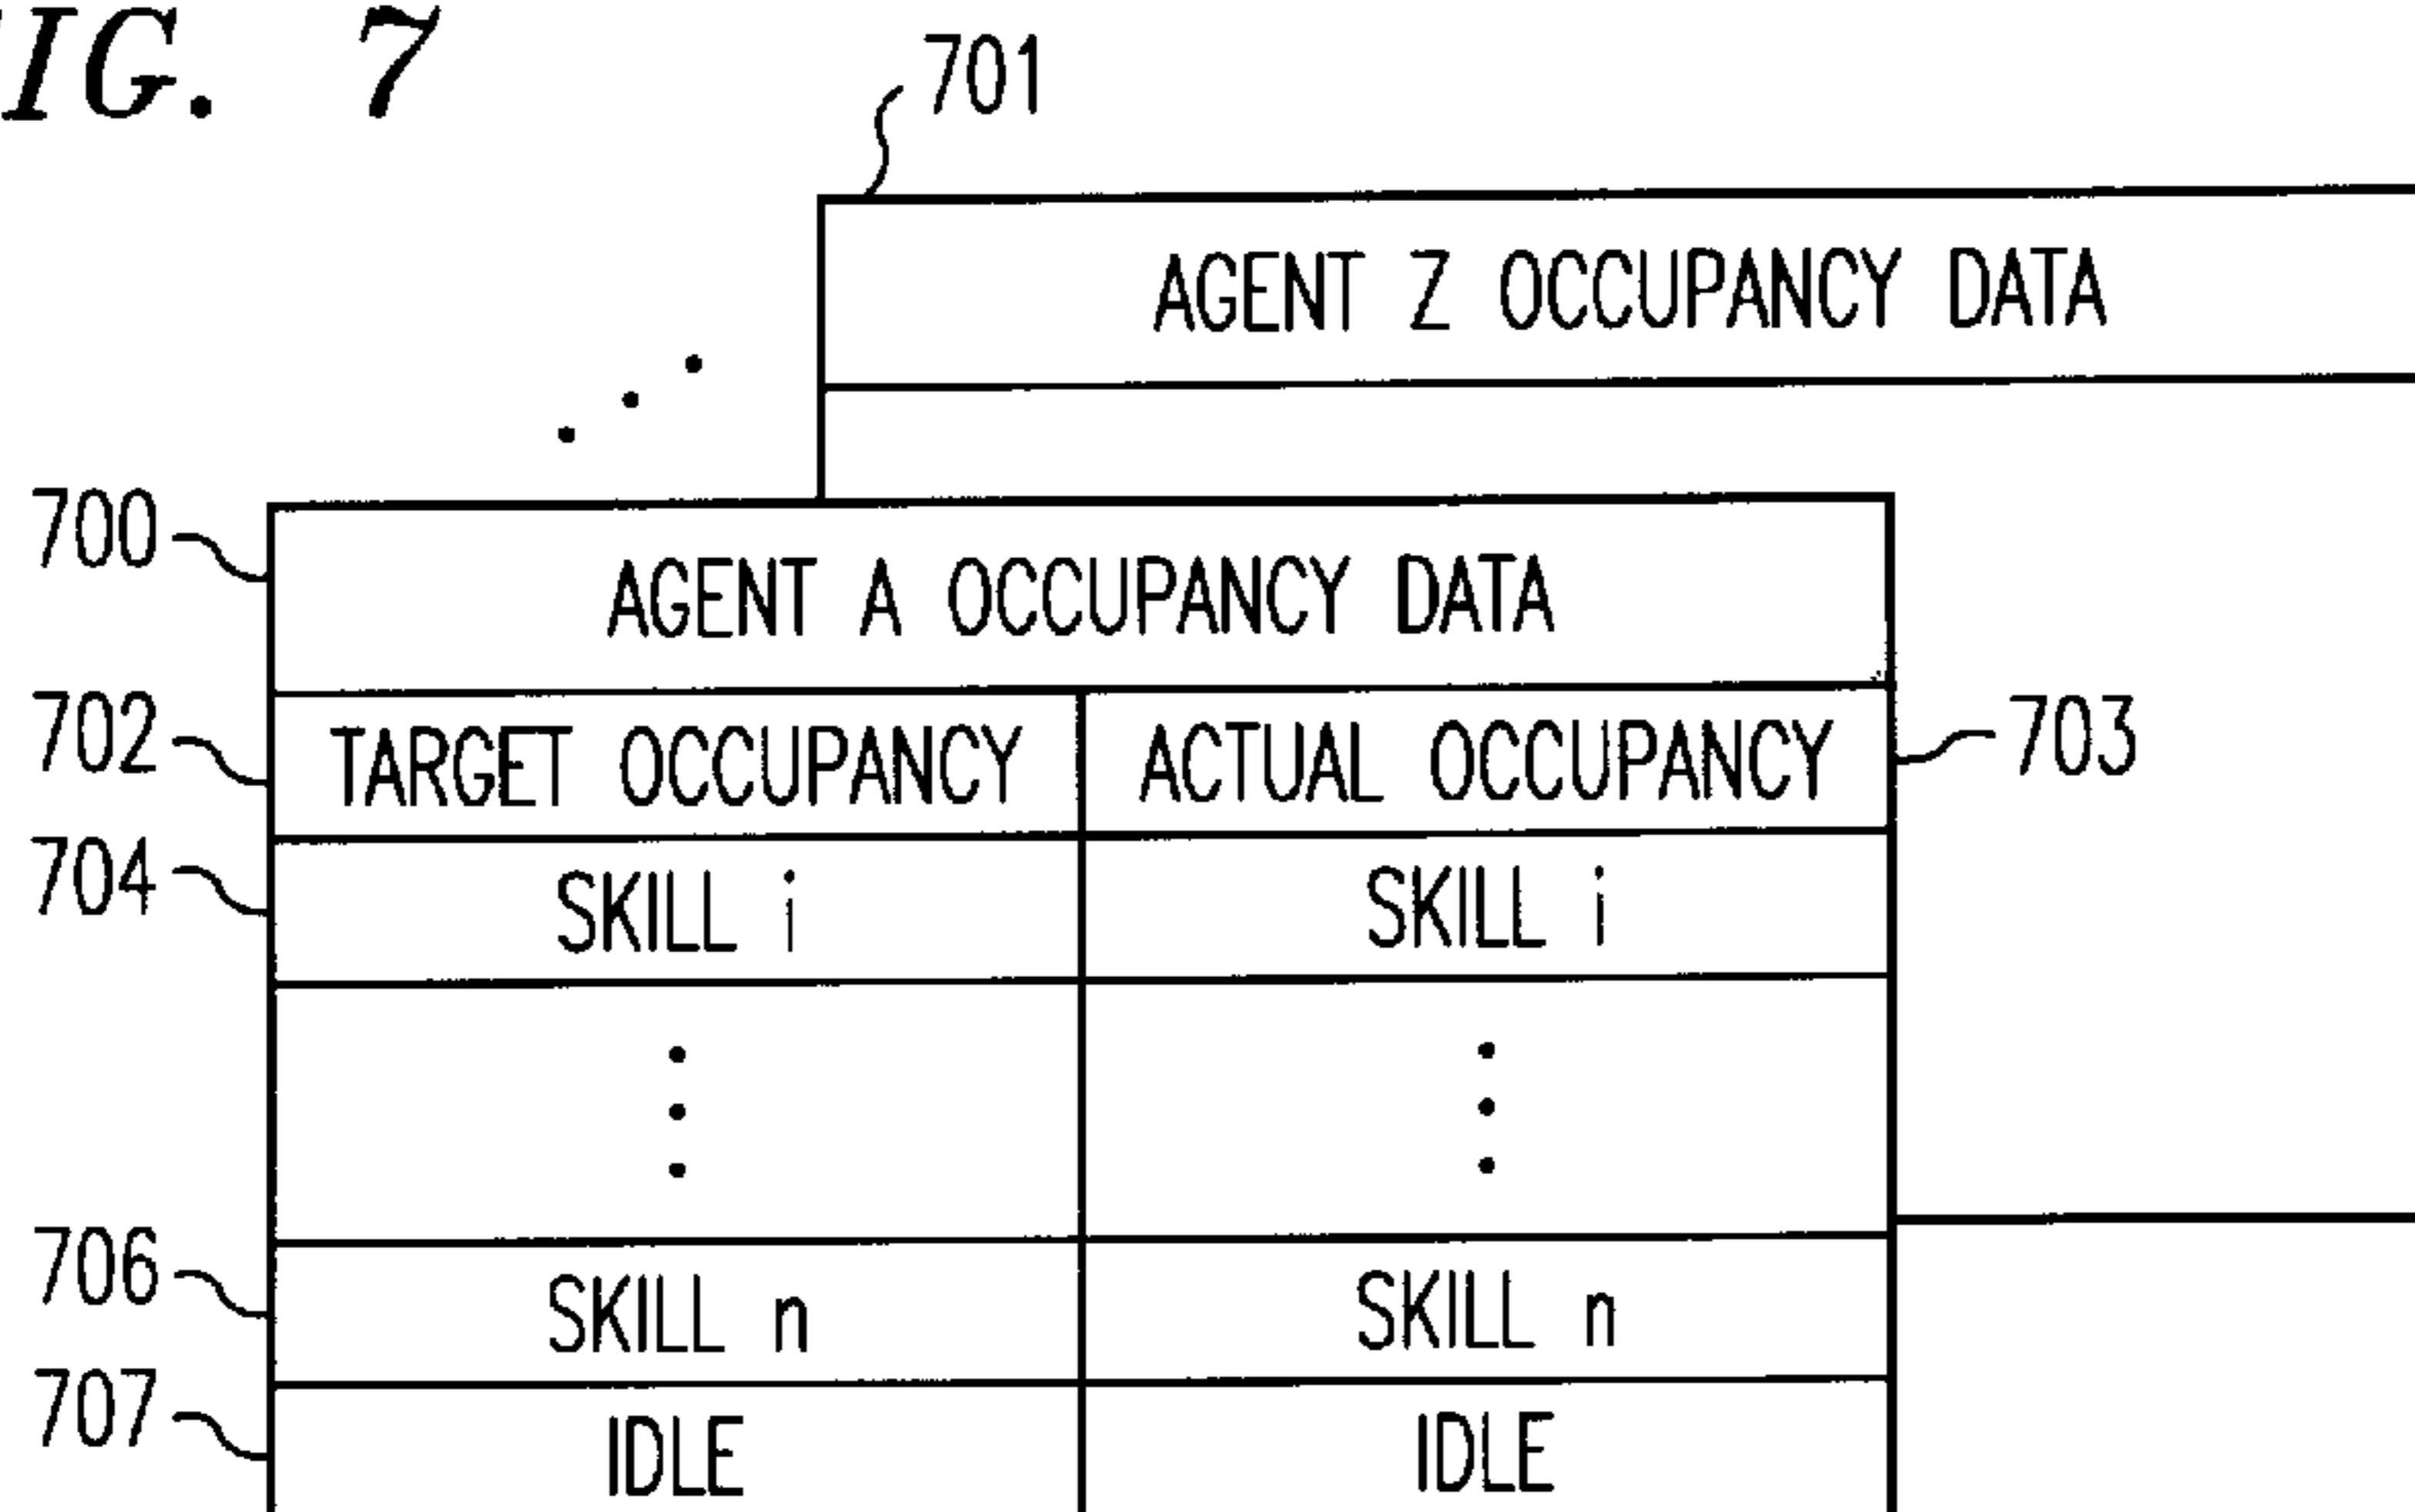 IG. 7
701
AGENT Z OCCUPANCY DATA
700
AGENT A OCCUPANCY DATA
702
TARGET OCCUPANCY ACTUAL OCCUPANCY
703
704
SKILL i SKILL i
706
SKILL n SKILL n
707
IDLE IDLE